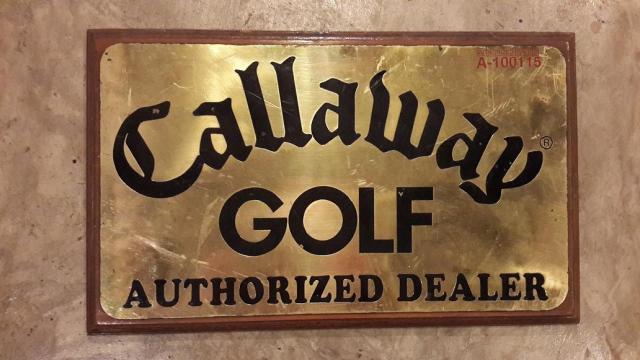 A-100115
Callaway®
GOLF
AUTHORIZED DEALER